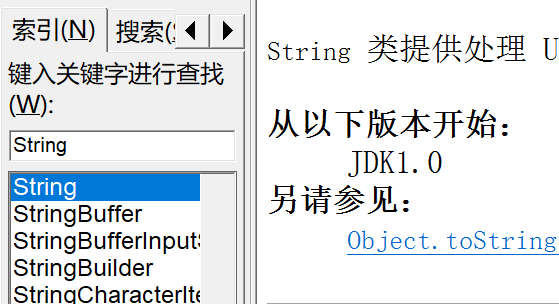 索引(N) 搜索(
键入关键字进行查找
(W):
String
String
StringBuffer
StringBufferInput
StringBuilder
StringCharacterIte
String 类提供处理 U
从以下版本开始：
JDK1.0
另请参见：
Object.toString